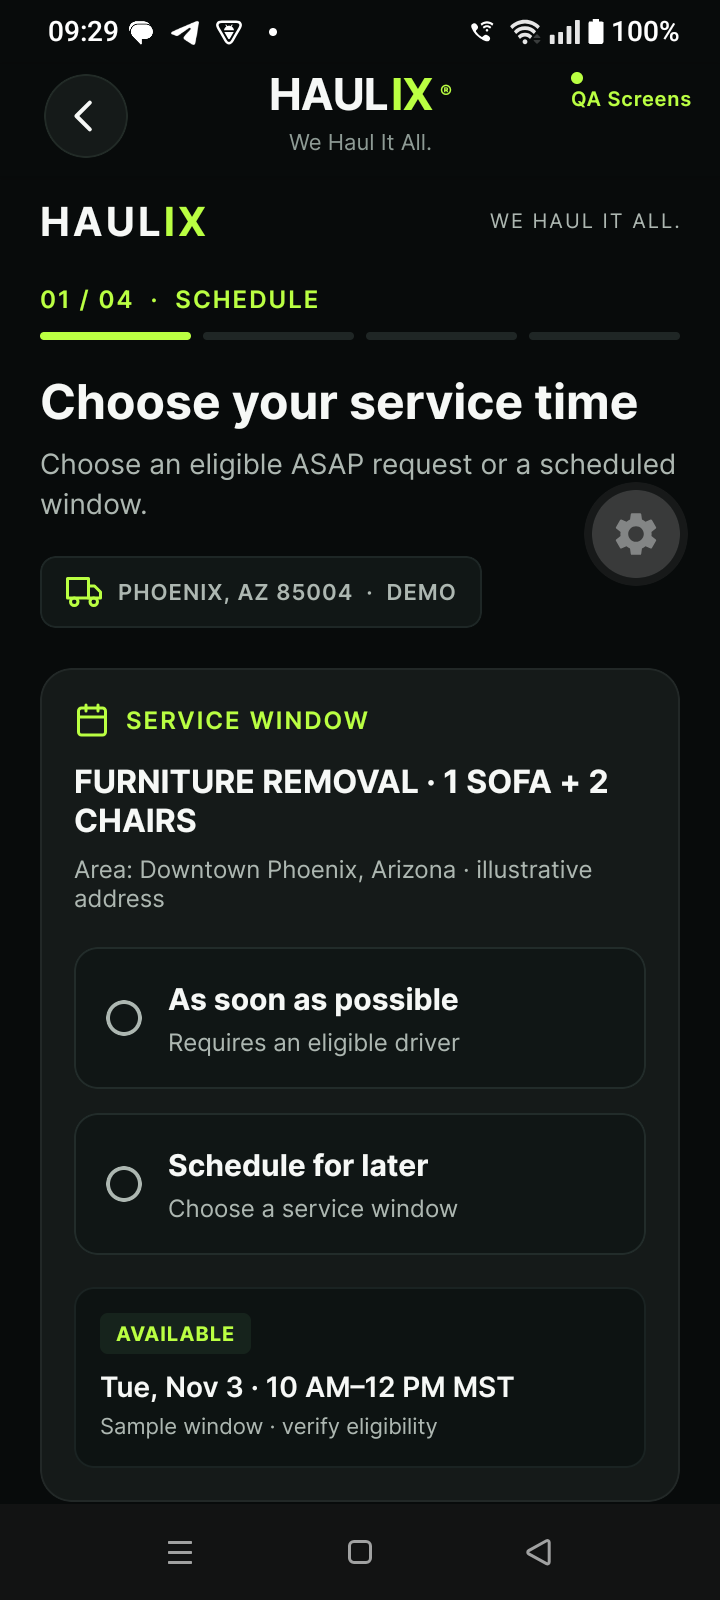 09:29
100%
HAULIX ®
We Haul It All.
QA Screens
HAULIX
WE HAUL IT ALL.
01 / 04 · SCHEDULE
Choose your service time
Choose an eligible ASAP request or a scheduled
window.
PHOENIX, AZ 85004 · DEMO
SERVICE WINDOW
FURNITURE REMOVAL · 1 SOFA + 2
CHAIRS
Area: Downtown Phoenix, Arizona · illustrative
address
As soon as possible
Requires an eligible driver
Schedule for later
Choose a service window
AVAILABLE
Tue, Nov 3 · 10 AM–12 PM MST
Sample window · verify eligibility